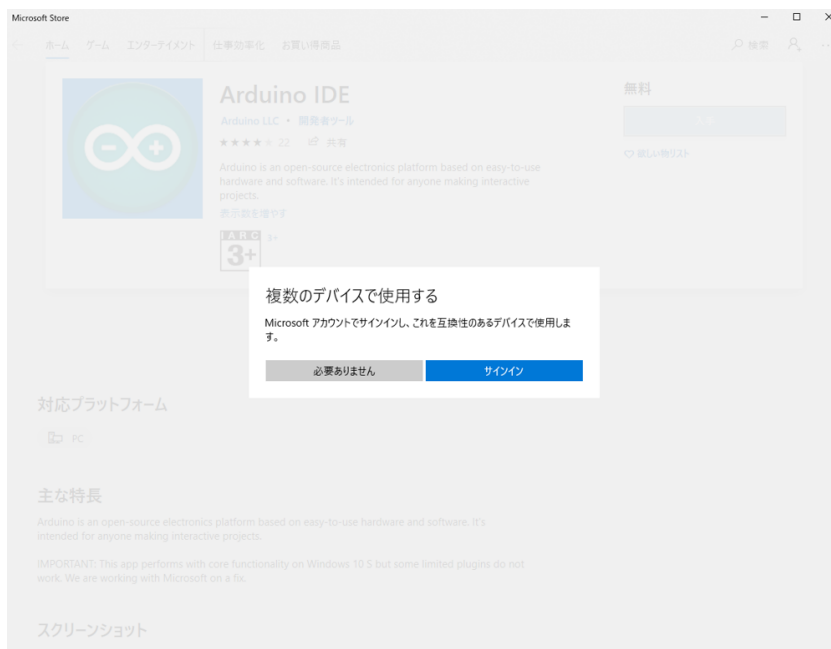 Microsoft Store
ホーム ゲーム エンターテイメント 仕事効率化 お買い得商品 検索
Arduino IDE
無料
Arduino LLC • 開発者ツール
入手
22 共有
欲しい物リスト
Arduino is an open-source electronics platform based on easy-to-use
hardware and software. It's intended for anyone making interactive
projects.
表示数を増やす
IARC
3+
3+
複数のデバイスで使用する
Microsoft アカウントでサインインし、これを互換性のあるデバイスで使用しま
す。
必要ありません サインイン
対応プラットフォーム
PC
主な特長
Arduino is an open-source electronics platform based on easy-to-use hardware and software. It's
intended for anyone making interactive projects.
IMPORTANT: This app performs with core functionality on Windows 10 S but some limited plugins do not
work. We are working with Microsoft on a fix.
スクリーンショット